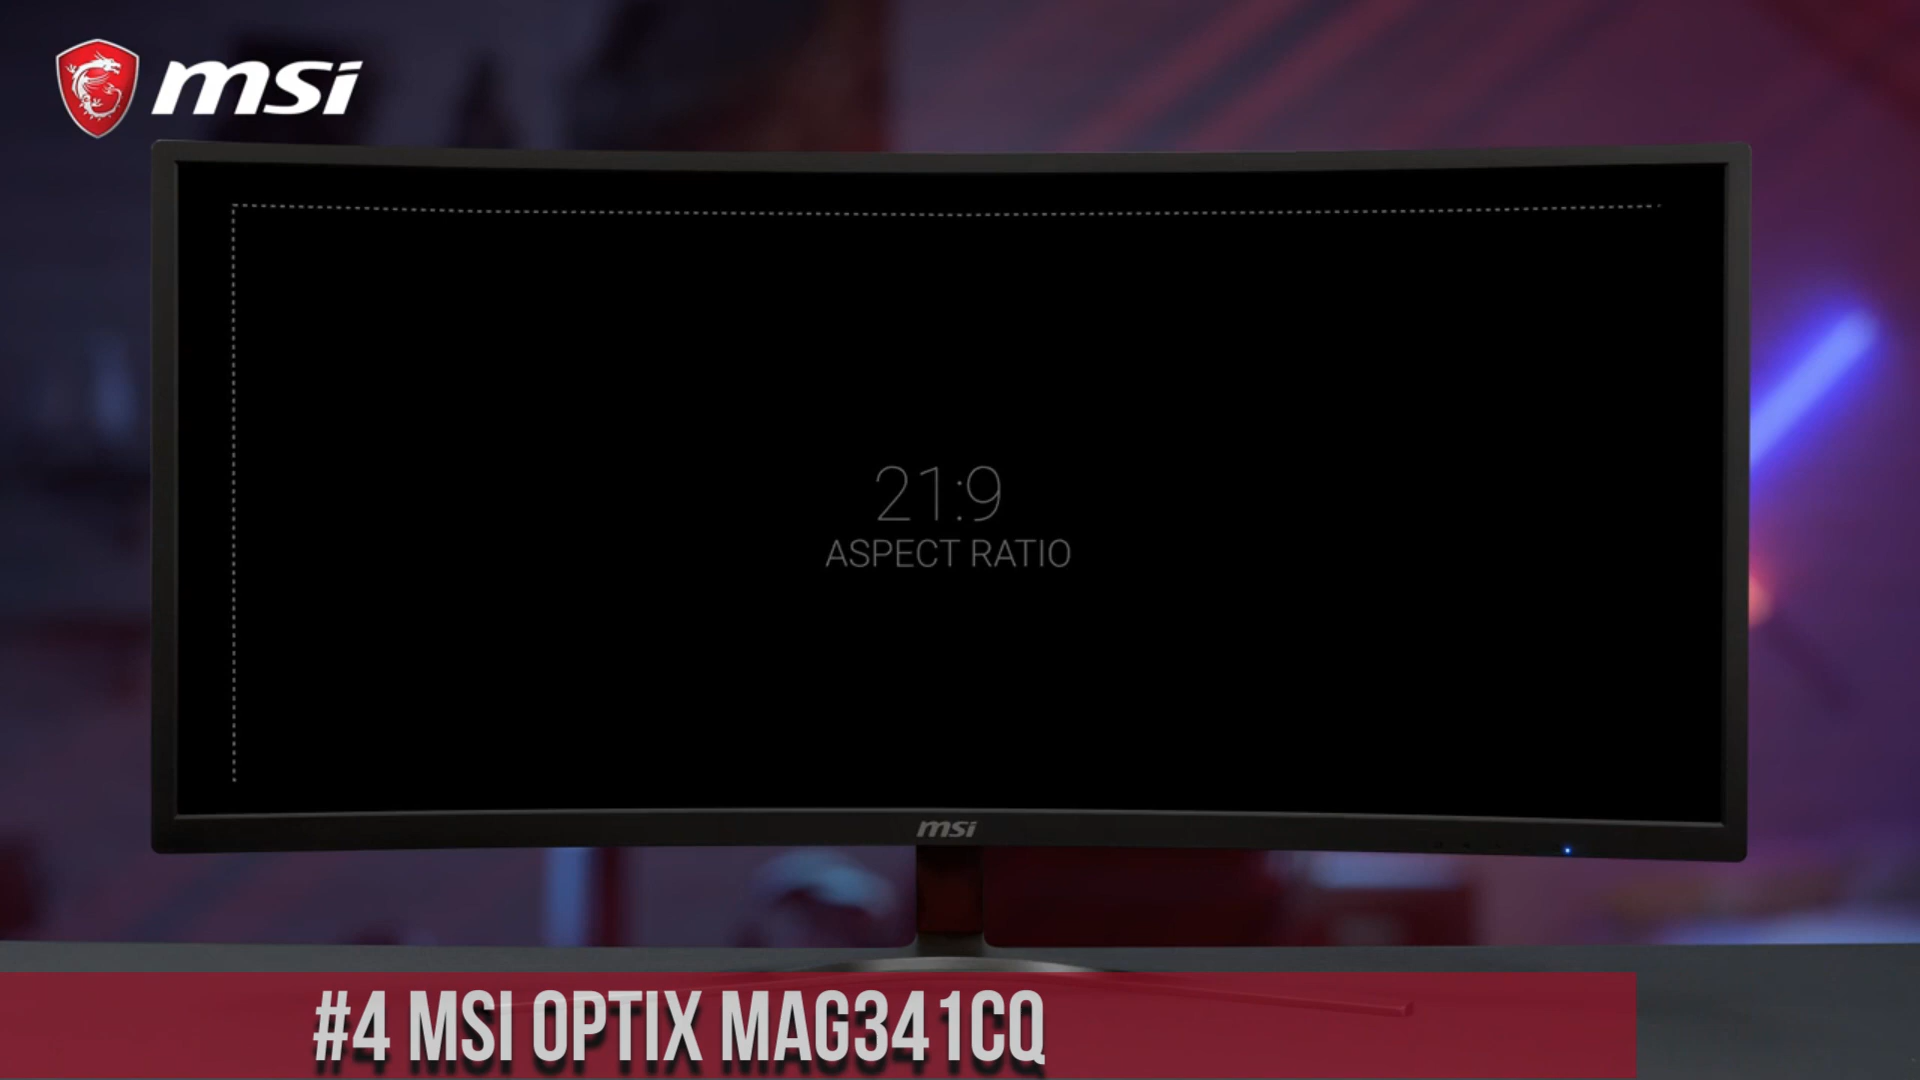 msi
21:9
ASPECT RATIO
msi
#4 MSI OPTIX MAG341CQ